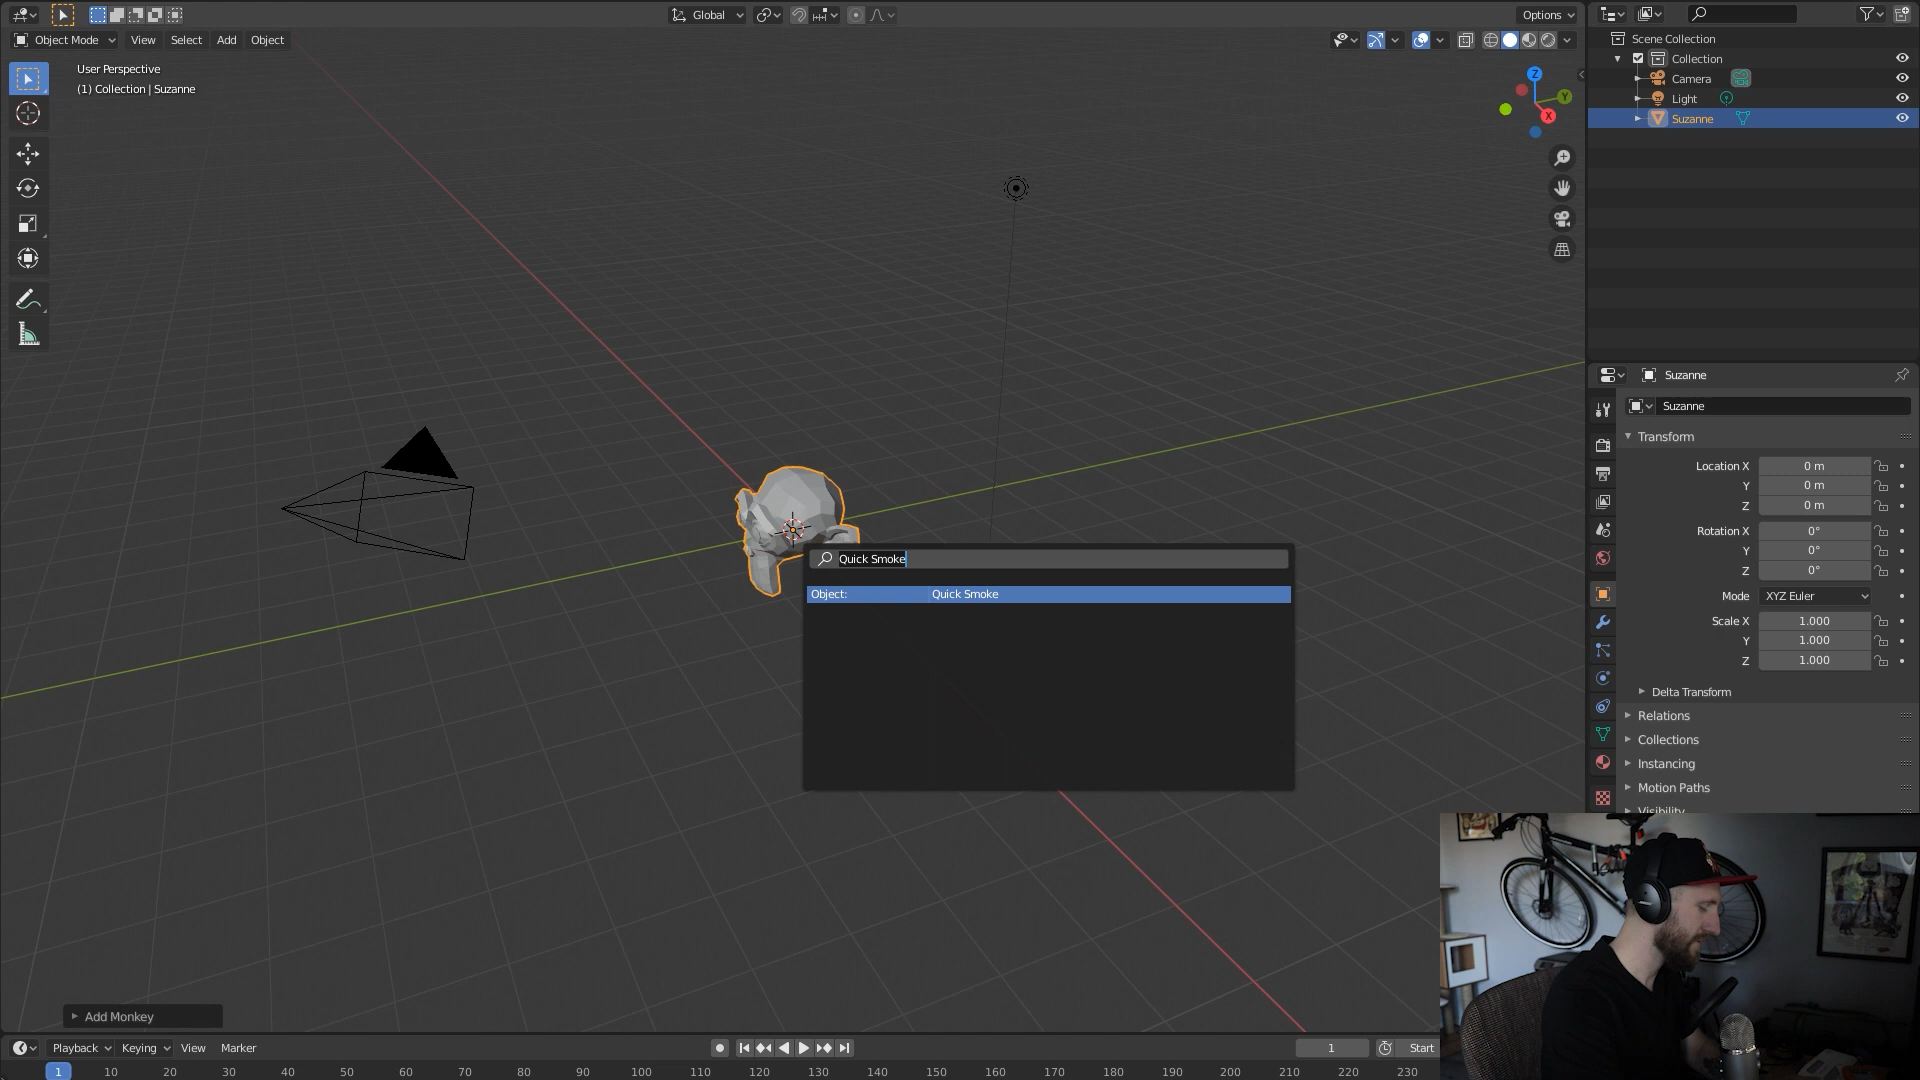 Global
Options
Object Mode
View
Select
Add
Object
User Perspective
(1) Collection | Suzanne
Z
Y
X
Quick Smoke
Object:
Quick Smoke
Add Monkey
Playback
Keying
View
Marker
1
Start
1
10
20
30
40
50
60
70
80
90
100
110
120
130
140
150
160
170
180
190
200
210
220
230
Scene Collection
Collection
Camera
Light
Suzanne
Suzanne
Suzanne
Transform
Location X 0 m
Y 0 m
Z 0 m
Rotation X 0°
Y 0°
Z 0°
Mode XYZ Euler
Scale X 1.000
Y 1.000
Z 1.000
Delta Transform
Relations
Collections
Instancing
Motion Paths
Visibility